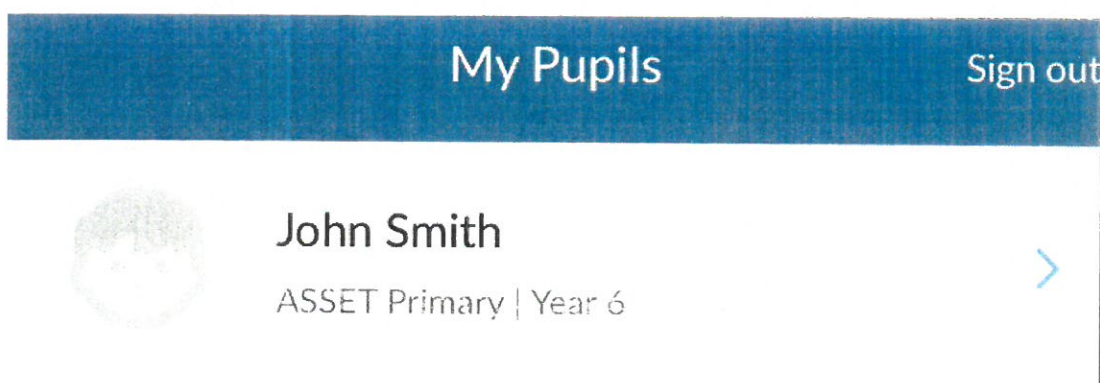 My Pupils
Sign out
John Smith
ASSET Primary | Year 6